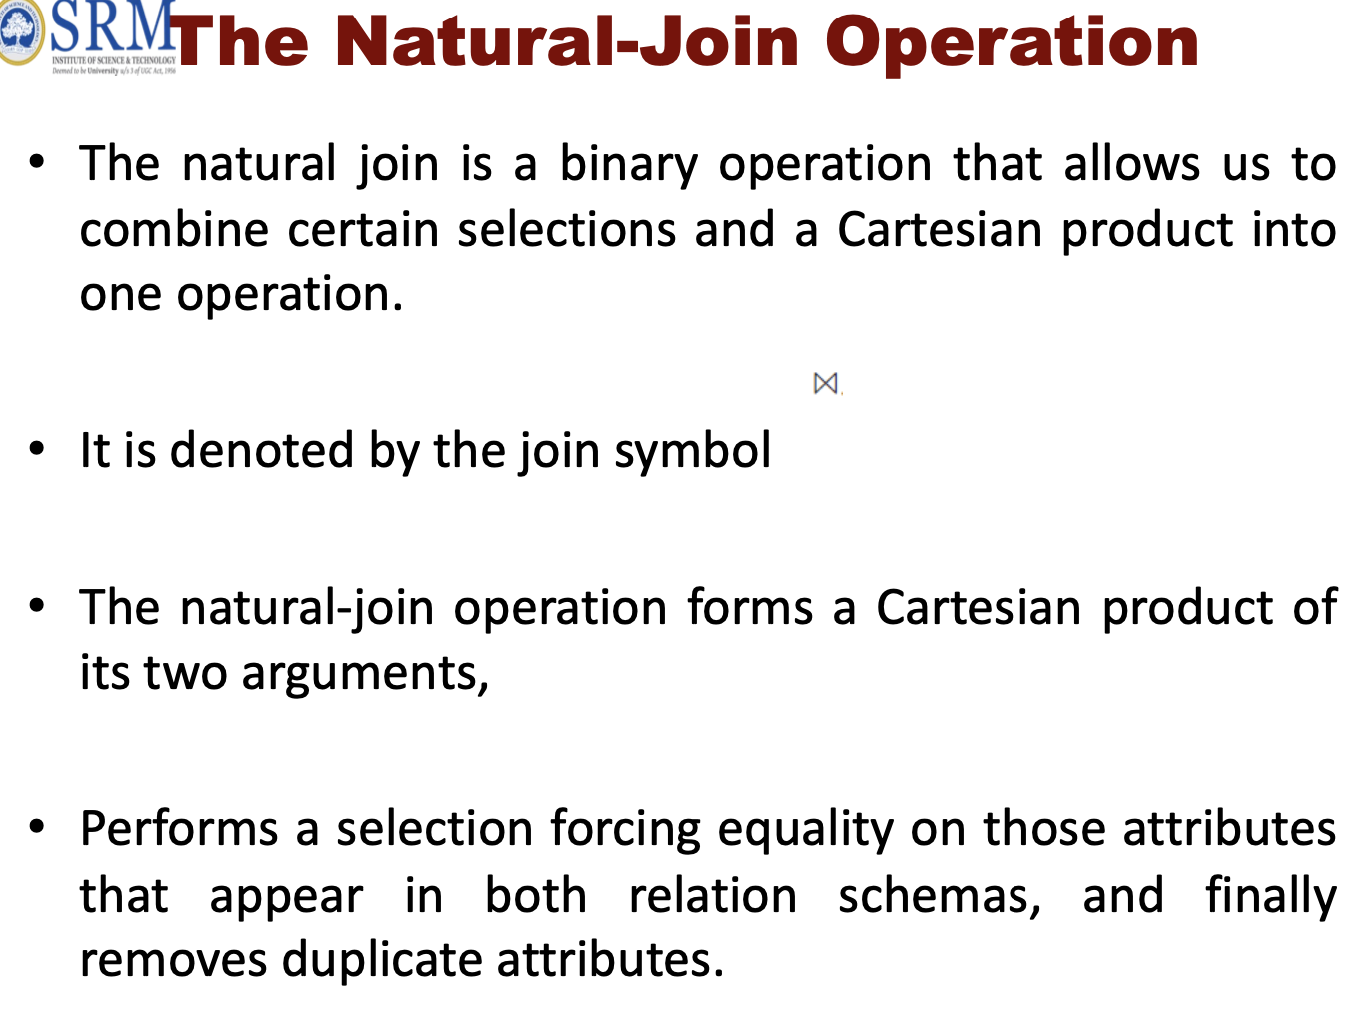 SRM
INSTITUTE OF SCIENCE & TECHNOLOGY
Deemed to be University u/s 3 of UGC Act, 1956
The Natural-Join Operation
• The natural join is a binary operation that allows us to
combine certain selections and a Cartesian product into
one operation.
⋈.
• It is denoted by the join symbol
• The natural-join operation forms a Cartesian product of
its two arguments,
• Performs a selection forcing equality on those attributes
that appear in both relation schemas, and finally
removes duplicate attributes.